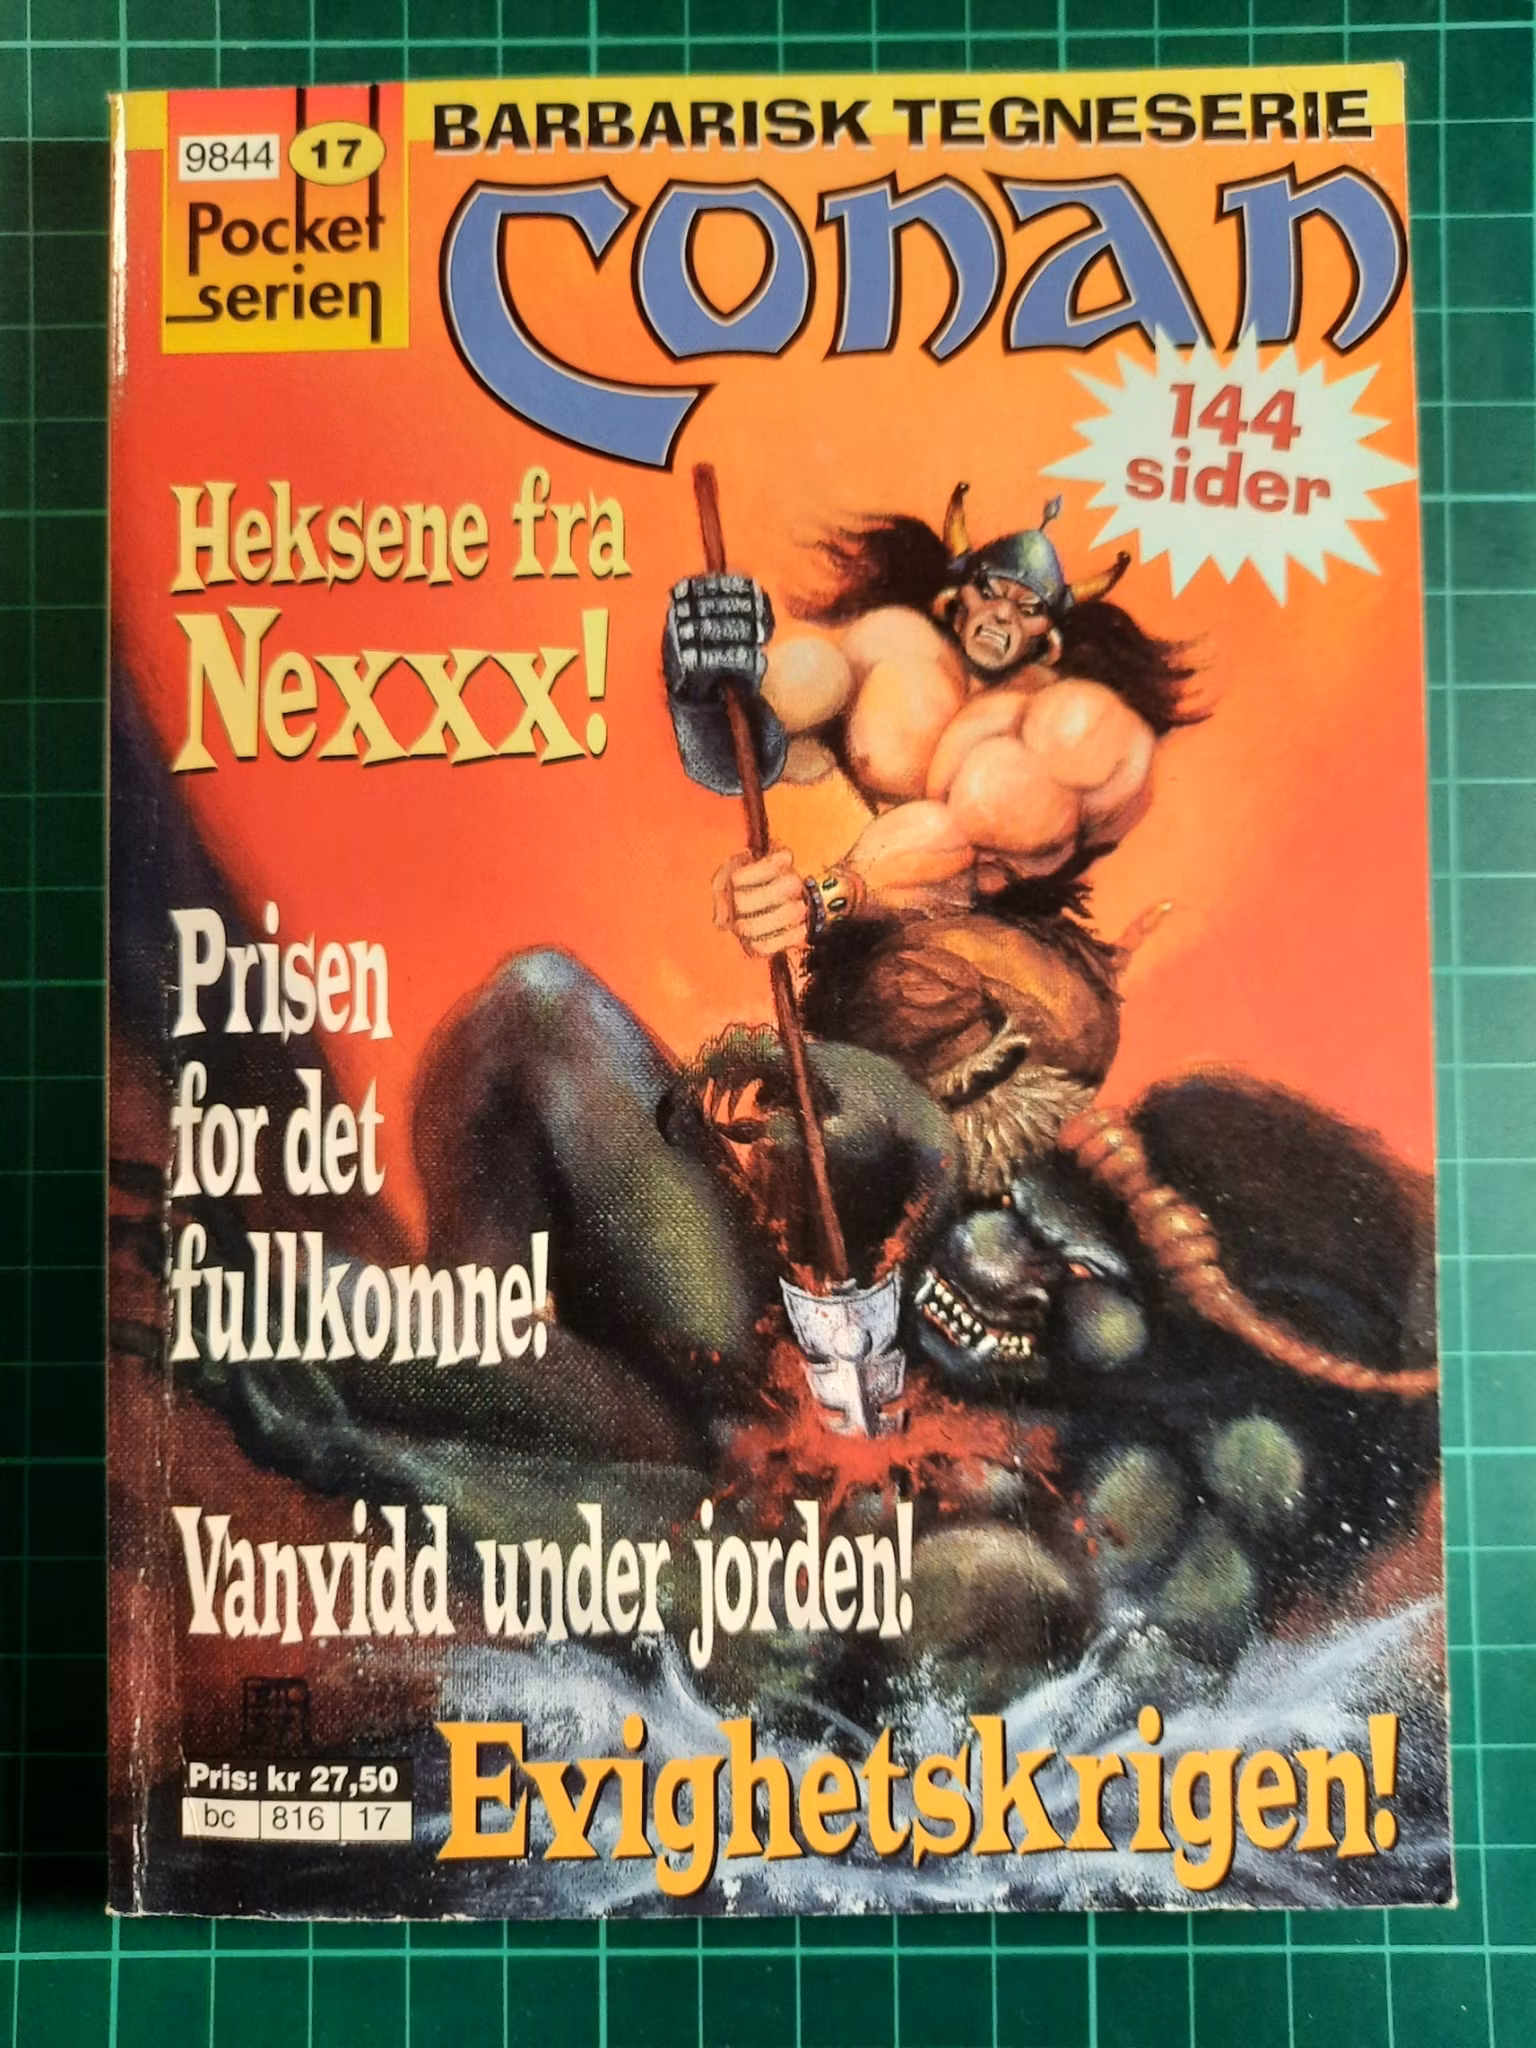 BARBARISK TEGNESERIE
9844 17
Pocket
serien
Conan
144
sider
Heksene fra
Nexxx!
Prisen
for det
fullkomne!
Vanvidd under jorden!
Evighetskrigen!
Pris: kr 27,50
bc 816 17